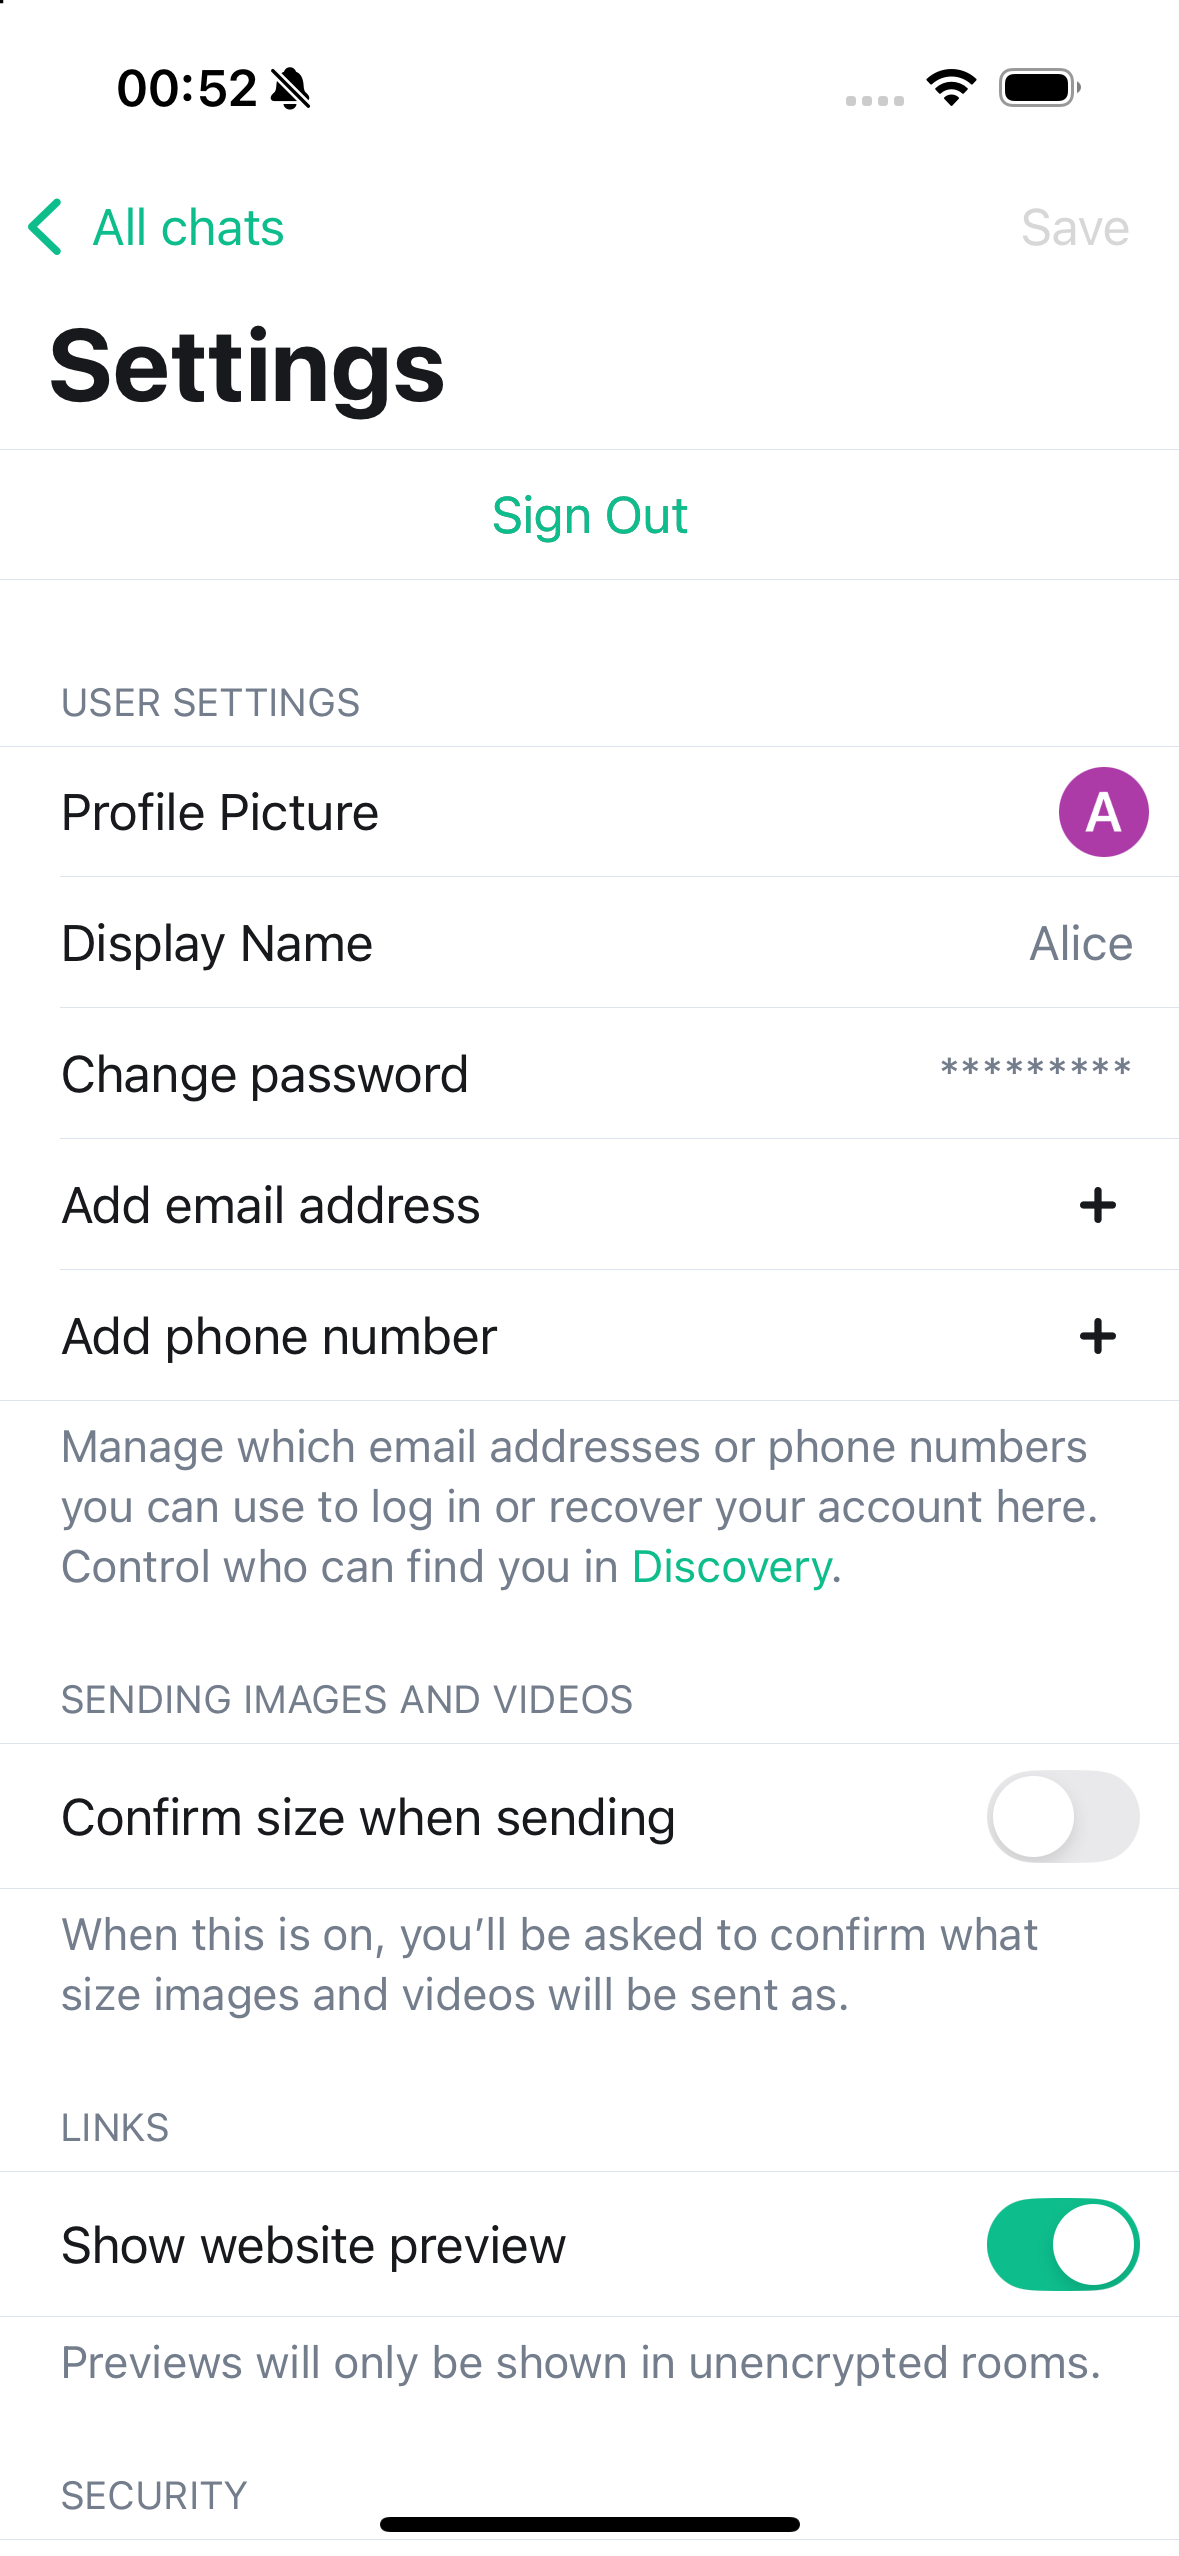 00:52
All chats
Save
Settings
Sign Out
USER SETTINGS
Profile Picture
A
Display Name
Alice
Change password
*********
Add email address
+
Add phone number
+
Manage which email addresses or phone numbers
you can use to log in or recover your account here.
Control who can find you in Discovery.
SENDING IMAGES AND VIDEOS
Confirm size when sending
When this is on, you’ll be asked to confirm what
size images and videos will be sent as.
LINKS
Show website preview
Previews will only be shown in unencrypted rooms.
SECURITY